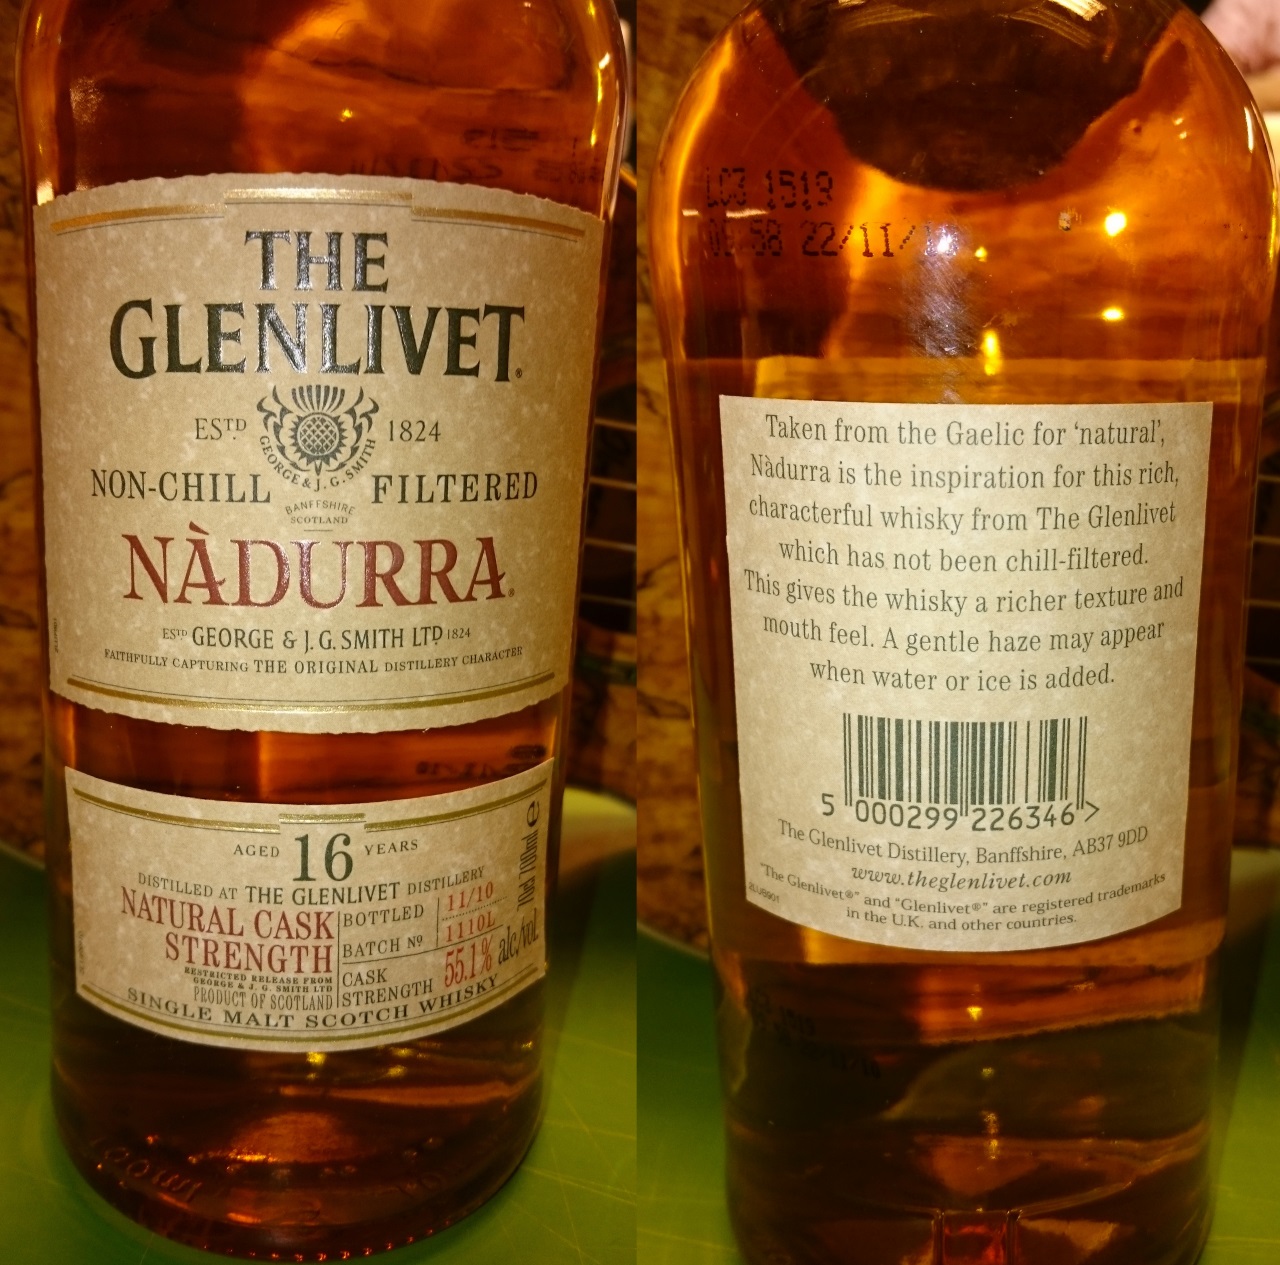 THE
GLENLIVET®
ESTD 1824
GEORGE & J.G. SMITH
NON-CHILL FILTERED
BANFFSHIRE
SCOTLAND
NÀDURRA®
ESTD GEORGE & J.G. SMITH LTD 1824
FAITHFULLY CAPTURING THE ORIGINAL DISTILLERY CHARACTER
AGED 16 YEARS
DISTILLED AT THE GLENLIVET DISTILLERY
NATURAL CASK
STRENGTH
RESTRICTED RELEASE FROM
GEORGE & J. G. SMITH LTD
PRODUCT OF SCOTLAND
BOTTLED 11/10
BATCH No 1110L
CASK
STRENGTH 55.1% alc/vol
70cl 700ml e
SINGLE MALT SCOTCH WHISKY
1519
22/11/
Taken from the Gaelic for ‘natural’,
Nàdurra is the inspiration for this rich,
characterful whisky from The Glenlivet
which has not been chill-filtered.
This gives the whisky a richer texture and
mouth feel. A gentle haze may appear
when water or ice is added.
5 000299 226346 >
The Glenlivet Distillery, Banffshire, AB37 9DD
www.theglenlivet.com
“The Glenlivet®” and “Glenlivet®” are registered trademarks
in the U.K. and other countries.